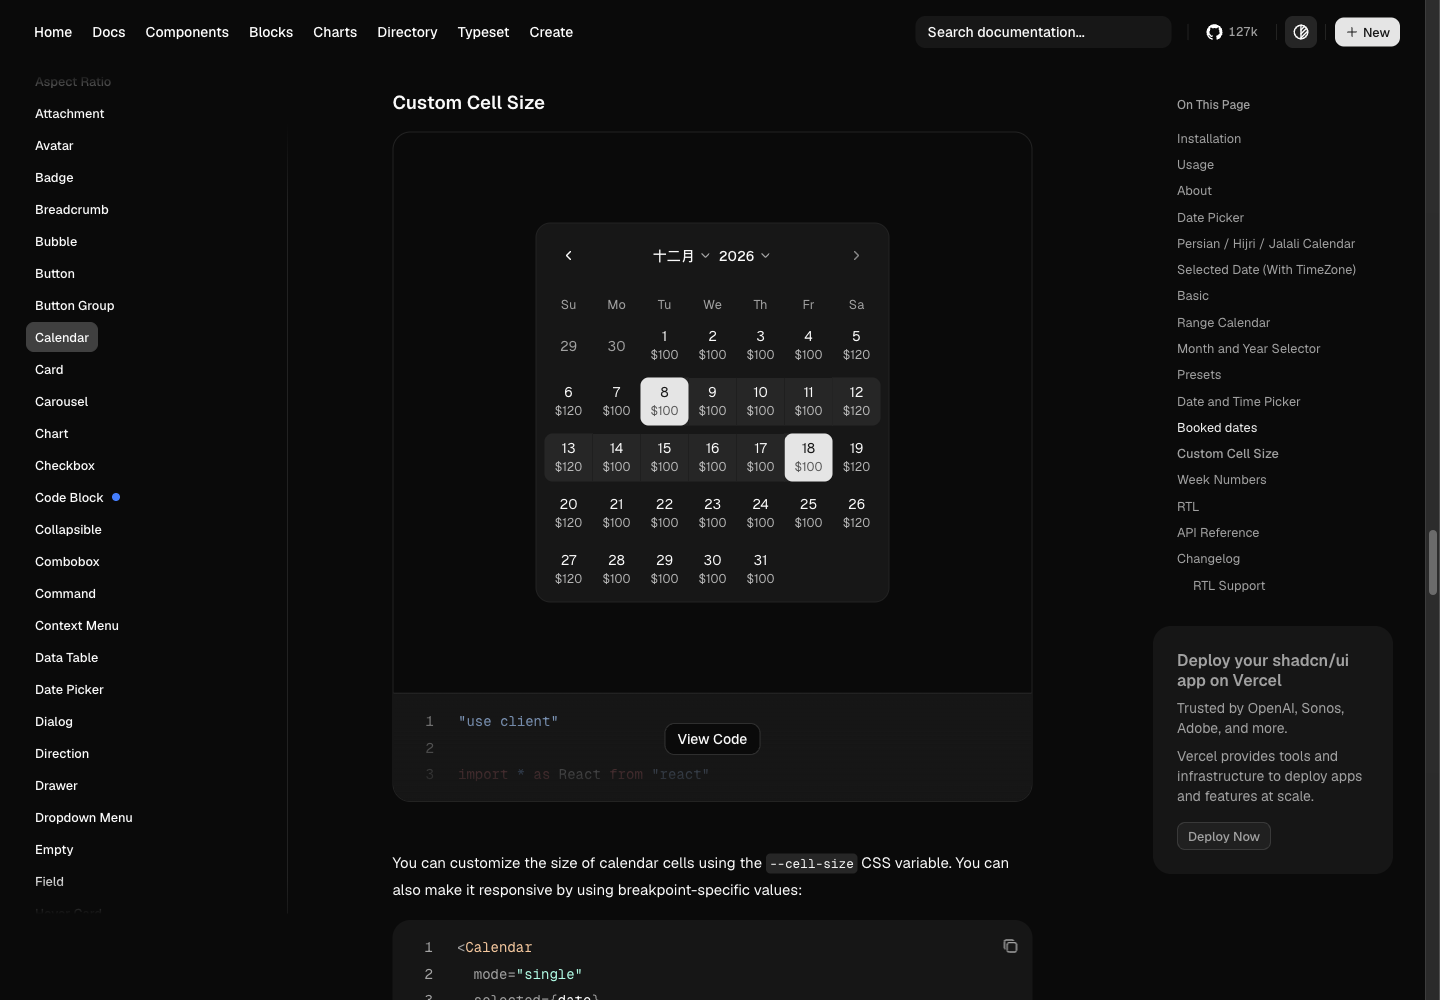 Home Docs Components Blocks Charts Directory Typeset Create
Search documentation...
127k
New
Aspect Ratio
Attachment
Avatar
Badge
Breadcrumb
Bubble
Button
Button Group
Calendar
Card
Carousel
Chart
Checkbox
Code Block
Collapsible
Combobox
Command
Context Menu
Data Table
Date Picker
Dialog
Direction
Drawer
Dropdown Menu
Empty
Field
Hover Card
Custom Cell Size
十二月 2026
Su Mo Tu We Th Fr Sa
29 30 1 2 3 4 5
$100 $100 $100 $100 $120
6 7 8 9 10 11 12
$120 $100 $100 $100 $100 $100 $120
13 14 15 16 17 18 19
$120 $100 $100 $100 $100 $100 $120
20 21 22 23 24 25 26
$120 $100 $100 $100 $100 $100 $120
27 28 29 30 31
$120 $100 $100 $100 $100
1 "use client"
2
3 import * as React from "react"
View Code
You can customize the size of calendar cells using the --cell-size CSS variable. You can
also make it responsive by using breakpoint-specific values:
1 <Calendar
2 mode="single"
3 selected={date}
On This Page
Installation
Usage
About
Date Picker
Persian / Hijri / Jalali Calendar
Selected Date (With TimeZone)
Basic
Range Calendar
Month and Year Selector
Presets
Date and Time Picker
Booked dates
Custom Cell Size
Week Numbers
RTL
API Reference
Changelog
RTL Support
Deploy your shadcn/ui
app on Vercel
Trusted by OpenAI, Sonos,
Adobe, and more.
Vercel provides tools and
infrastructure to deploy apps
and features at scale.
Deploy Now